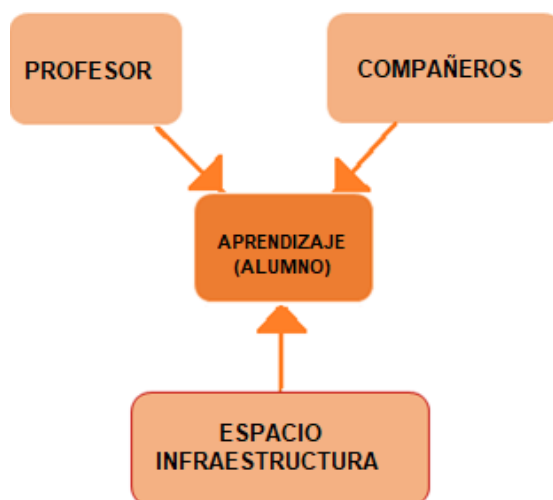 PROFESOR
COMPAÑEROS
APRENDIZAJE
(ALUMNO)
ESPACIO
INFRAESTRUCTURA